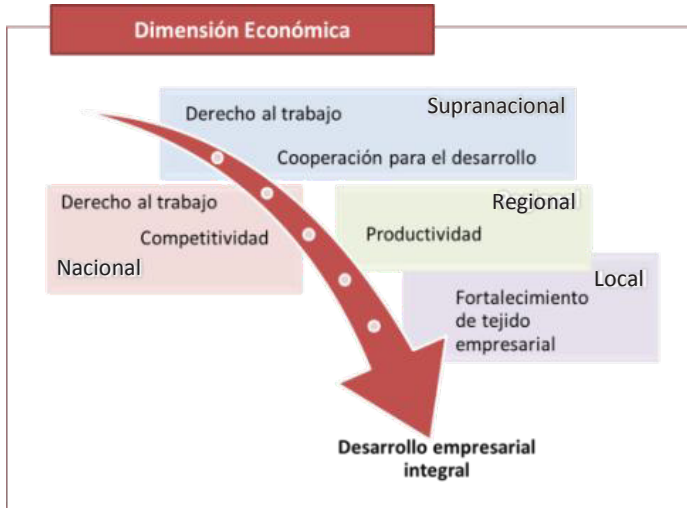 Dimensión Económica
Supranacional
Derecho al trabajo
Cooperación para el desarrollo
Derecho al trabajo
Competitividad
Nacional
Regional
Productividad
Local
Fortalecimiento
de tejido
empresarial
Desarrollo empresarial
integral